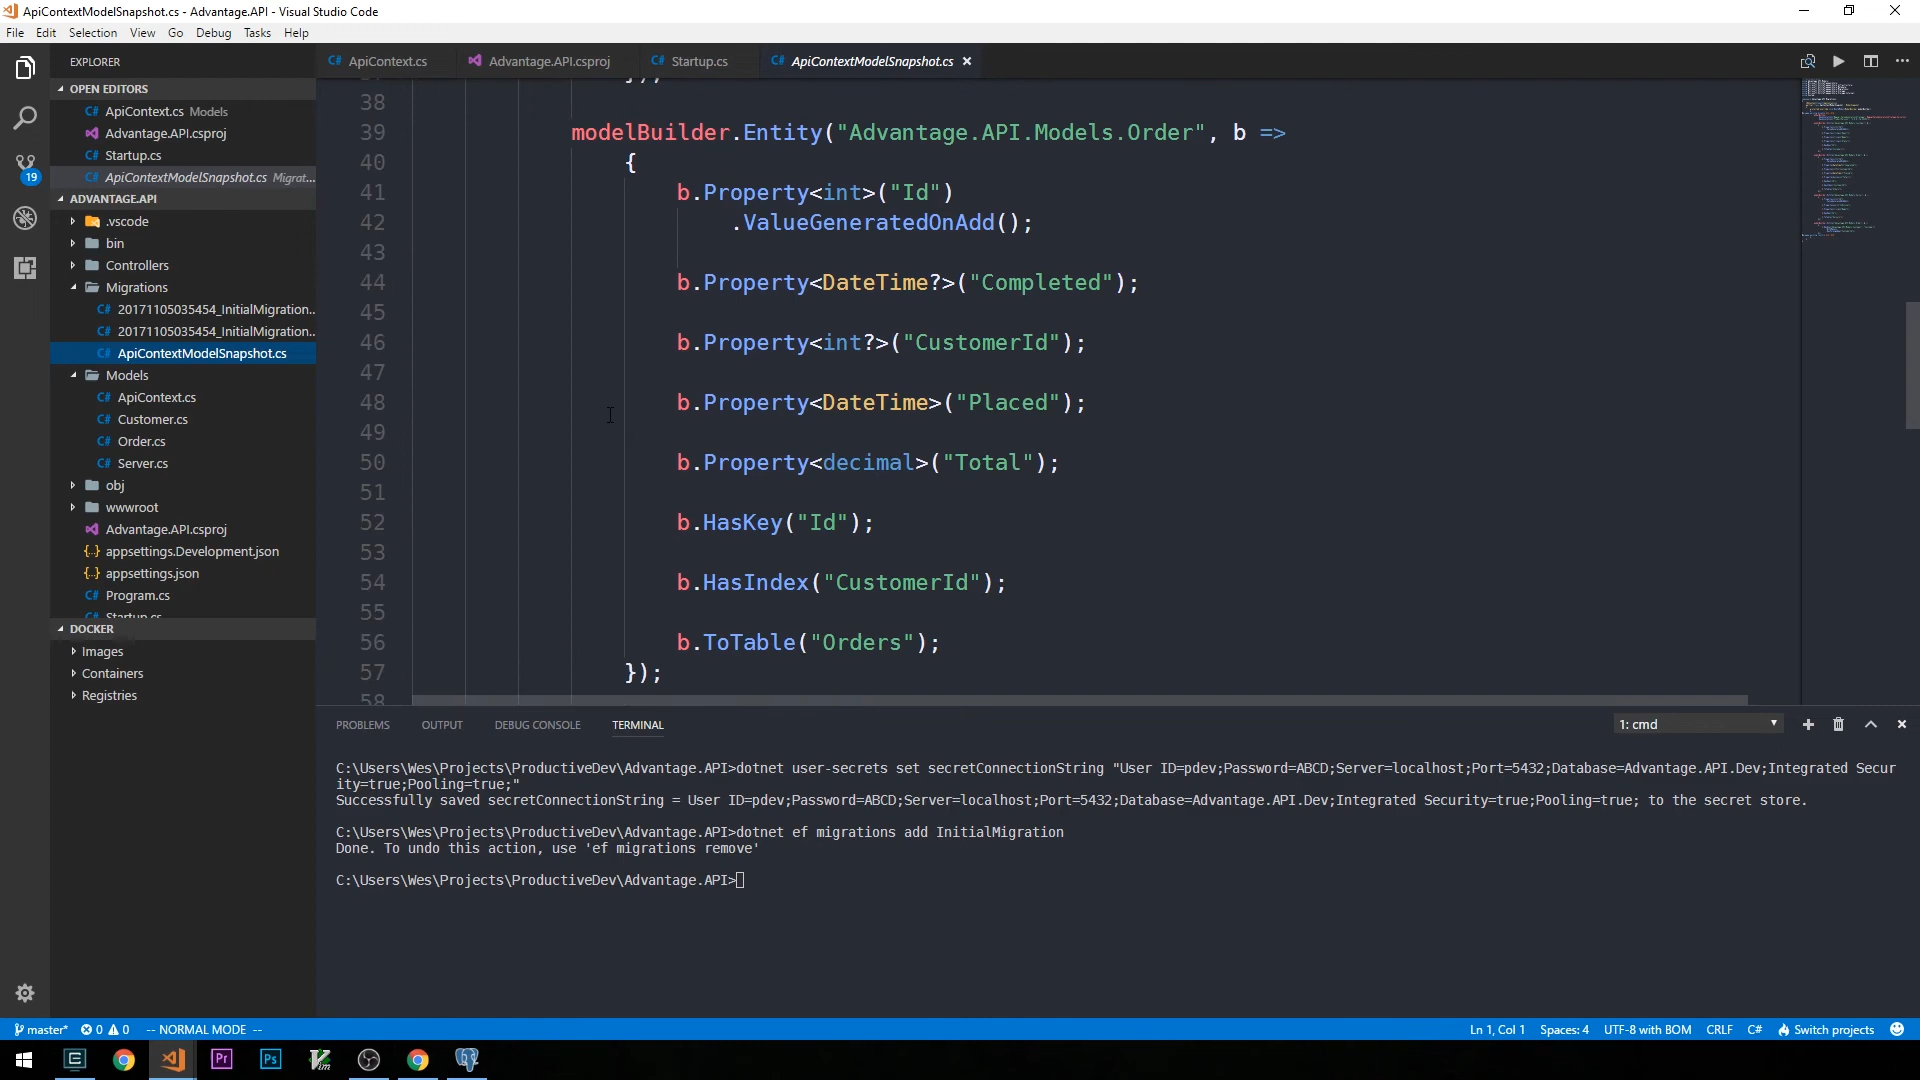 ApiContextModelSnapshot.cs - Advantage.API - Visual Studio Code
File Edit Selection View Go Debug Tasks Help
EXPLORER
OPEN EDITORS
ApiContext.cs Models
Advantage.API.csproj
Startup.cs
ApiContextModelSnapshot.cs Migrat...
19
ADVANTAGE.API
.vscode
bin
Controllers
Migrations
20171105035454_InitialMigration...
20171105035454_InitialMigration...
ApiContextModelSnapshot.cs
Models
ApiContext.cs
Customer.cs
Order.cs
Server.cs
obj
wwwroot
Advantage.API.csproj
appsettings.Development.json
appsettings.json
Program.cs
Startup.cs
DOCKER
Images
Containers
Registries
ApiContext.cs Advantage.API.csproj Startup.cs ApiContextModelSnapshot.cs
});
38
39 modelBuilder.Entity("Advantage.API.Models.Order", b =>
40 {
41 b.Property<int>("Id")
42 .ValueGeneratedOnAdd();
43
44 b.Property<DateTime?>("Completed");
45
46 b.Property<int?>("CustomerId");
47
48 b.Property<DateTime>("Placed");
49
50 b.Property<decimal>("Total");
51
52 b.HasKey("Id");
53
54 b.HasIndex("CustomerId");
55
56 b.ToTable("Orders");
57 });
58
PROBLEMS OUTPUT DEBUG CONSOLE TERMINAL 1: cmd
C:\Users\Wes\Projects\ProductiveDev\Advantage.API>dotnet user-secrets set secretConnectionString "User ID=pdev;Password=ABCD;Server=localhost;Port=5432;Database=Advantage.API.Dev;Integrated Secur
ity=true;Pooling=true;"
Successfully saved secretConnectionString = User ID=pdev;Password=ABCD;Server=localhost;Port=5432;Database=Advantage.API.Dev;Integrated Security=true;Pooling=true; to the secret store.
C:\Users\Wes\Projects\ProductiveDev\Advantage.API>dotnet ef migrations add InitialMigration
Done. To undo this action, use 'ef migrations remove'
C:\Users\Wes\Projects\ProductiveDev\Advantage.API>
master* 0 0 -- NORMAL MODE -- Ln 1, Col 1 Spaces: 4 UTF-8 with BOM CRLF C# Switch projects